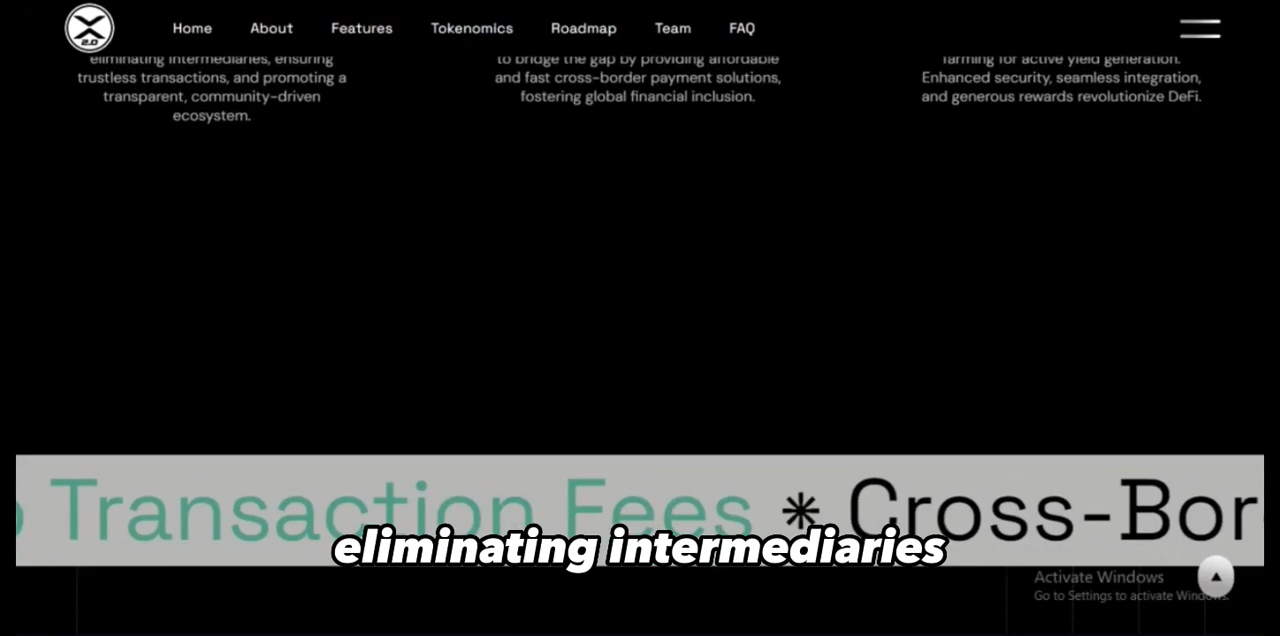 2.0
Home About Features Tokenomics Roadmap Team FAQ
eliminating intermediaries, ensuring
trustless transactions, and promoting a
transparent, community-driven
ecosystem.
to bridge the gap by providing affordable
and fast cross-border payment solutions,
fostering global financial inclusion.
farming for active yield generation.
Enhanced security, seamless integration,
and generous rewards revolutionize DeFi.
Transaction Fees * Cross-Bor
eliminating intermediaries
Activate Windows
Go to Settings to activate Windows.